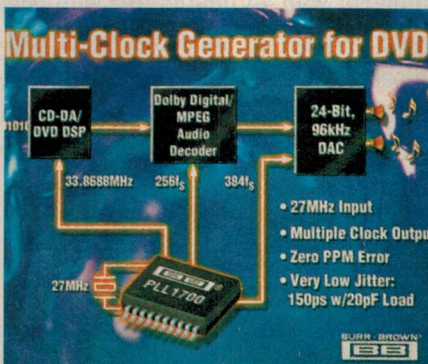 Multi-Clock Generator for DVD
01010
CD-DA/
DVD DSP
Dolby Digital/
MPEG
Audio
Decoder
24-Bit,
96kHz
DAC
33.8688MHz
256fS
384fS
27MHz
BB
PLL1700
• 27MHz Input
• Multiple Clock Outpu
• Zero PPM Error
• Very Low Jitter:
150ps w/20pF Load
BURR-BROWN®
BB